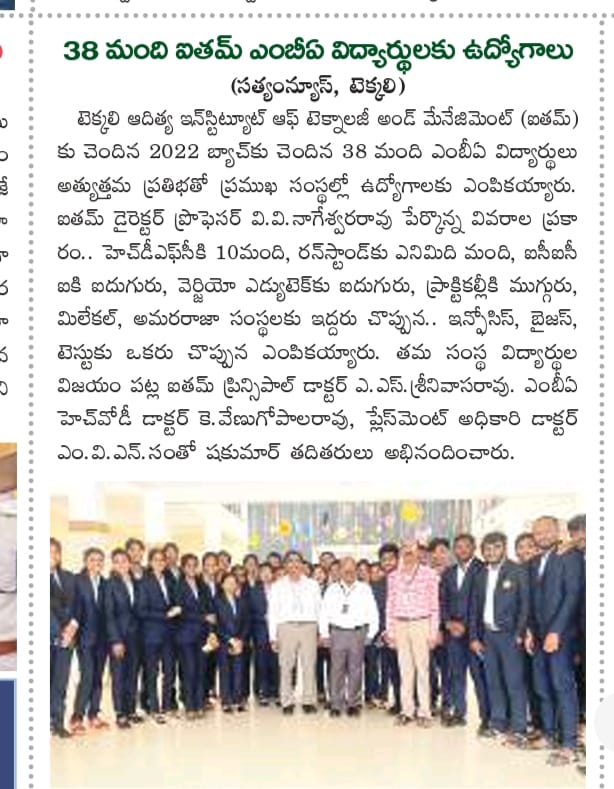 38 మంది ఐతమ్ ఎంబీఏ విద్యార్థులకు ఉద్యోగాలు
(సత్యంన్యూస్, టెక్కలి)
టెక్కలి ఆదిత్య ఇన్‌స్టిట్యూట్ ఆఫ్ టెక్నాలజీ అండ్ మేనేజిమెంట్ (ఐతమ్)
కు చెందిన 2022 బ్యాచ్‌కు చెందిన 38 మంది ఎంబీఏ విద్యార్థులు
అత్యుత్తమ ప్రతిభతో ప్రముఖ సంస్థల్లో ఉద్యోగాలకు ఎంపికయ్యారు.
ఐతమ్ డైరెక్టర్ ప్రొఫెసర్ వి.వి.నాగేశ్వరరావు పేర్కొన్న వివరాల ప్రకా
రం.. హెచ్‌డీఎఫ్‌సీకి 10మంది, రన్‌స్టాండ్‌కు ఎనిమిది మంది, ఐసీఐసీ
ఐకి ఐదుగురు, వెర్జియో ఎడ్యుటెక్‌కు ఐదుగురు, ప్రాక్టికల్లీకి ముగ్గురు,
మిలేకల్, అమరరాజా సంస్థలకు ఇద్దరు చొప్పున.. ఇన్ఫోసిస్, బైజస్,
టెస్టుకు ఒకరు చొప్పున ఎంపికయ్యారు. తమ సంస్థ విద్యార్థుల
విజయం పట్ల ఐతమ్ ప్రిన్సిపాల్ డాక్టర్ ఎ.ఎస్.శ్రీనివాసరావు. ఎంబీఏ
హెచ్‌వోడీ డాక్టర్ కె.వేణుగోపాలరావు, ప్లేస్‌మెంట్ అధికారి డాక్టర్
ఎం.వి.ఎన్.సంతో షకుమార్ తదితరులు అభినందించారు.